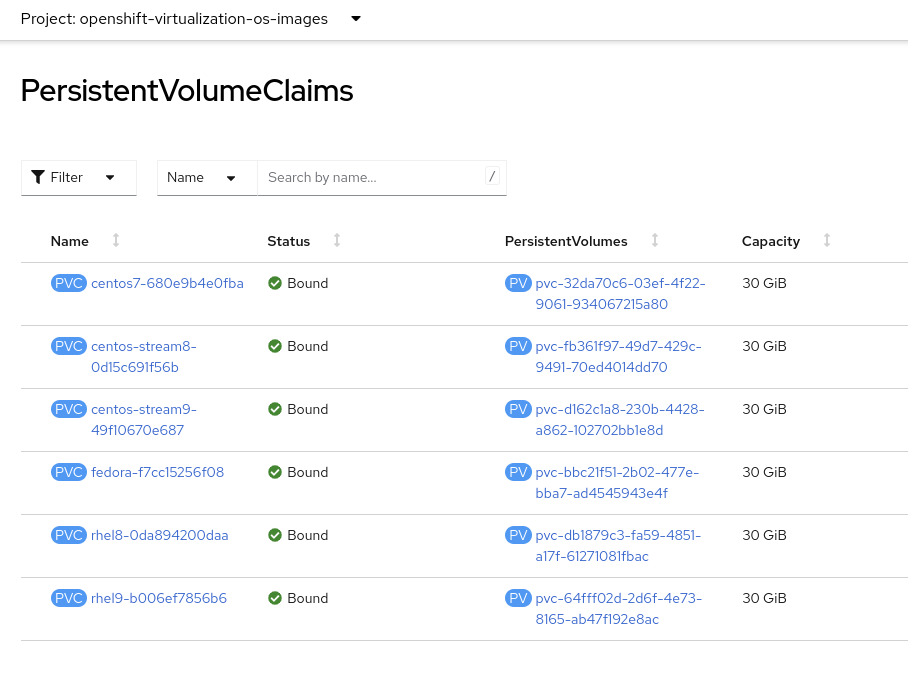 Project: openshift-virtualization-os-images
PersistentVolumeClaims
Filter Name Search by name... /
Name Status PersistentVolumes Capacity
PVC centos7-680e9b4e0fba Bound PV pvc-32da70c6-03ef-4f22- 30 GiB
9061-934067215a80
PVC centos-stream8- Bound PV pvc-fb361f97-49d7-429c- 30 GiB
0d15c691f56b 9491-70ed4014dd70
PVC centos-stream9- Bound PV pvc-d162c1a8-230b-4428- 30 GiB
49f10670e687 a862-102702bb1e8d
PVC fedora-f7cc15256f08 Bound PV pvc-bbc21f51-2b02-477e- 30 GiB
bba7-ad4545943e4f
PVC rhel8-0da894200daa Bound PV pvc-db1879c3-fa59-4851- 30 GiB
a17f-61271081fbac
PVC rhel9-b006ef7856b6 Bound PV pvc-64fff02d-2d6f-4e73- 30 GiB
8165-ab47f192e8ac